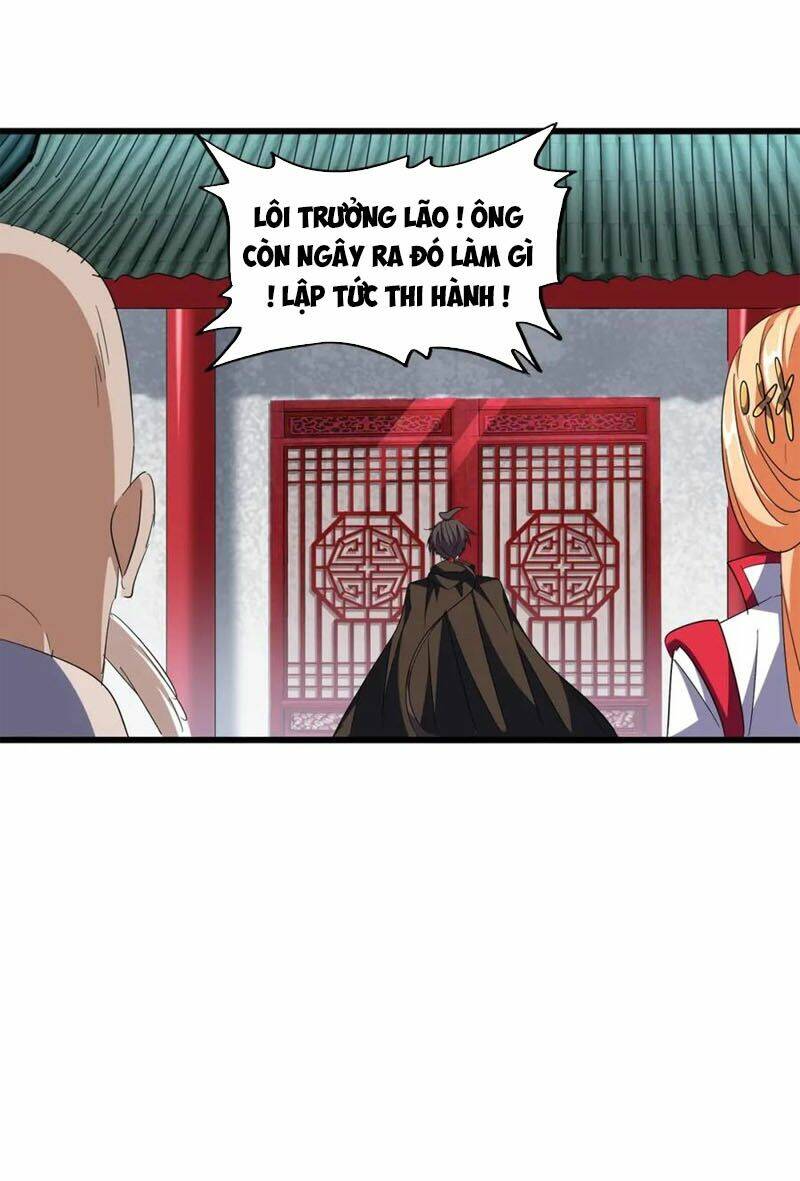 LÔI TRƯỞNG LÃO ! ÔNG
CÒN NGÂY RA ĐÓ LÀM GÌ
! LẬP TỨC THI HÀNH !